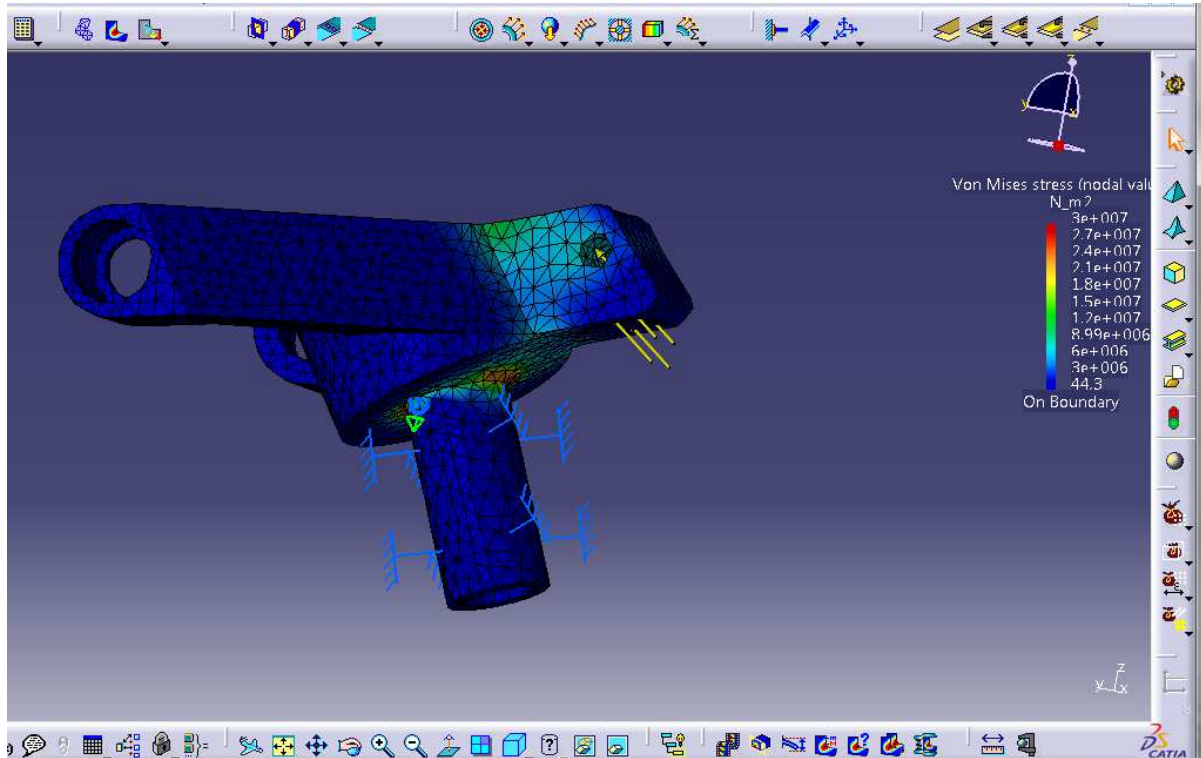 z
y
x
Von Mises stress (nodal valu
N_m2
3e+007
2.7e+007
2.4e+007
2.1e+007
1.8e+007
1.5e+007
1.2e+007
8.99e+006
6e+006
3e+006
44.3
On Boundary
z
y x
CATIA